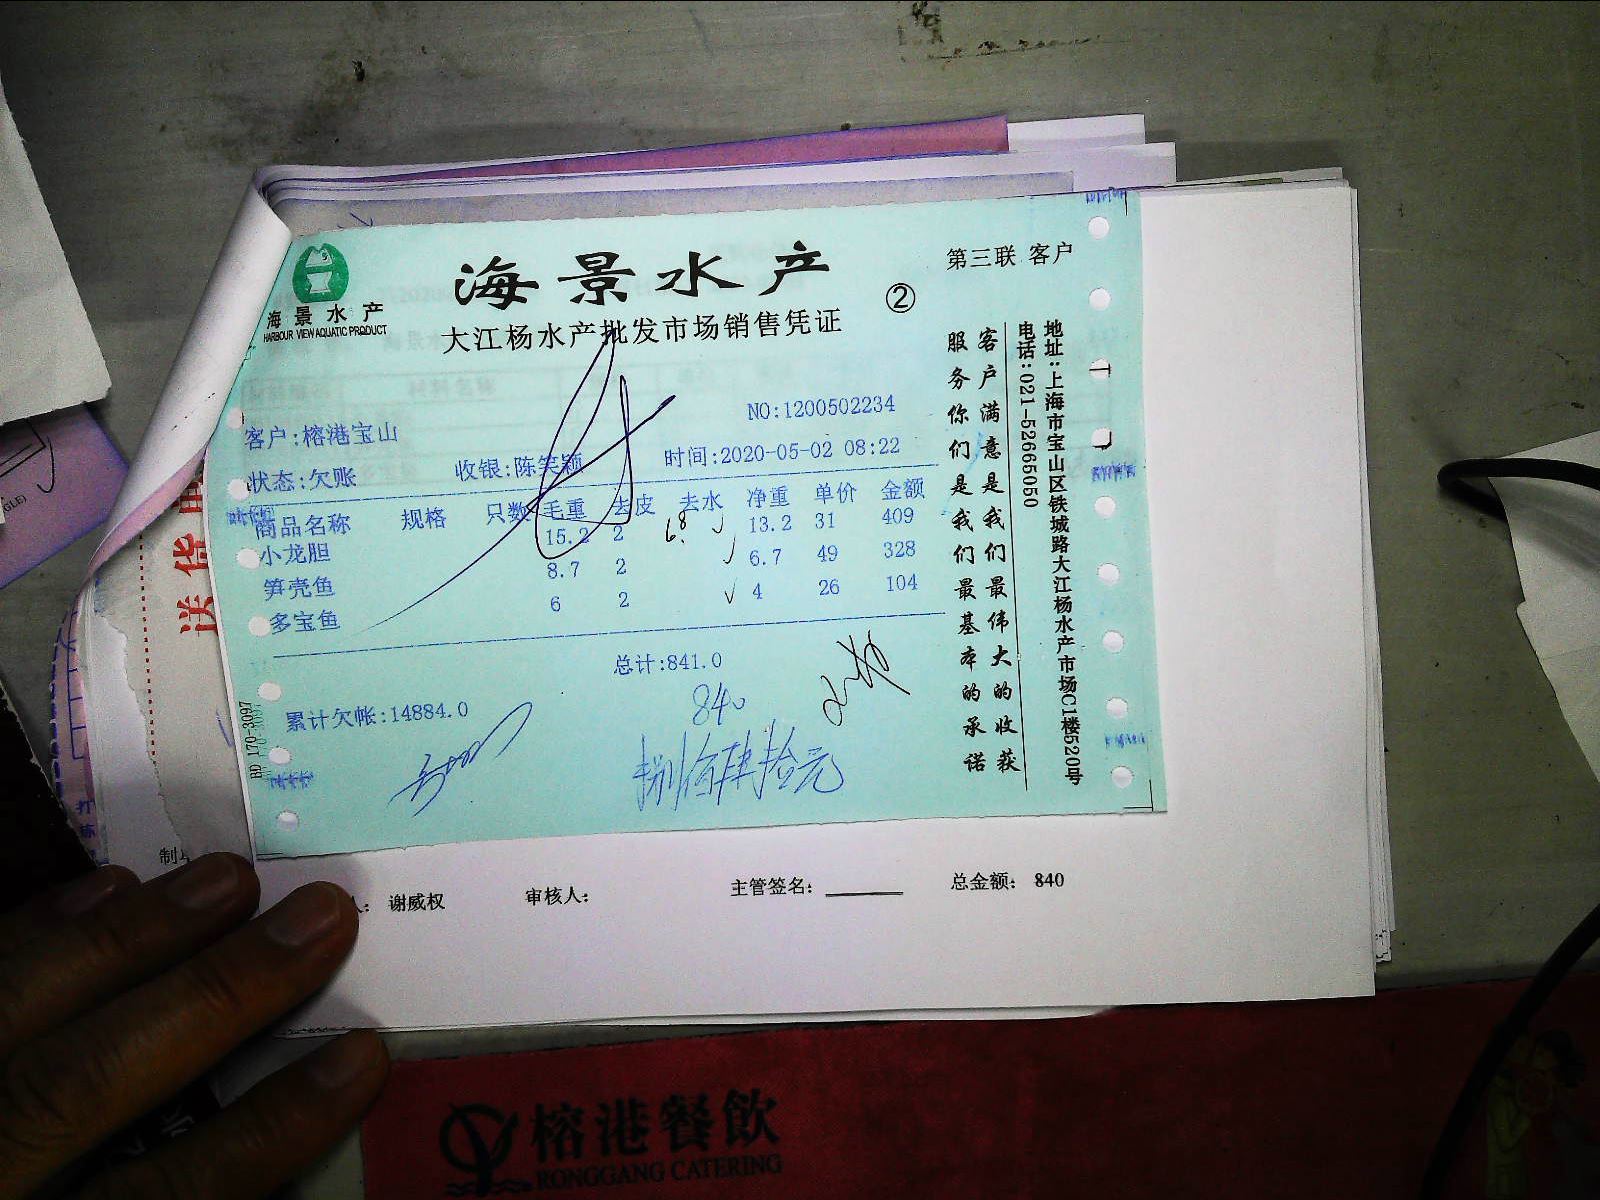 海景水产
HARBOUR VIEW AQUATIC PRODUCT
海景水产
大江杨水产批发市场销售凭证
②
第三联 客户
NO:1200502234
客户:榕港宝山
状态:欠账 收银:陈笑颖 时间:2020-05-02 08:22
商品名称 规格 只数 毛重 去皮 去水 净重 单价 金额
小龙胆 15.2 2 13.2 31 409
笋壳鱼 8.7 2 6.7 49 328
多宝鱼 6 2 4 26 104
6.8
总计:841.0
累计欠帐:14884.0
840
捌佰肆拾元
客户满意是我们最伟大的收获
服务你们是我们最基本的承诺
地址:上海市宝山区铁城路大江杨水产市场C1楼520号
电话:021-52665050
BD 170-3097
送货
制单
人: 谢威权 审核人: 主管签名: 总金额: 840
榕港餐飲
RONGGANG CATERING